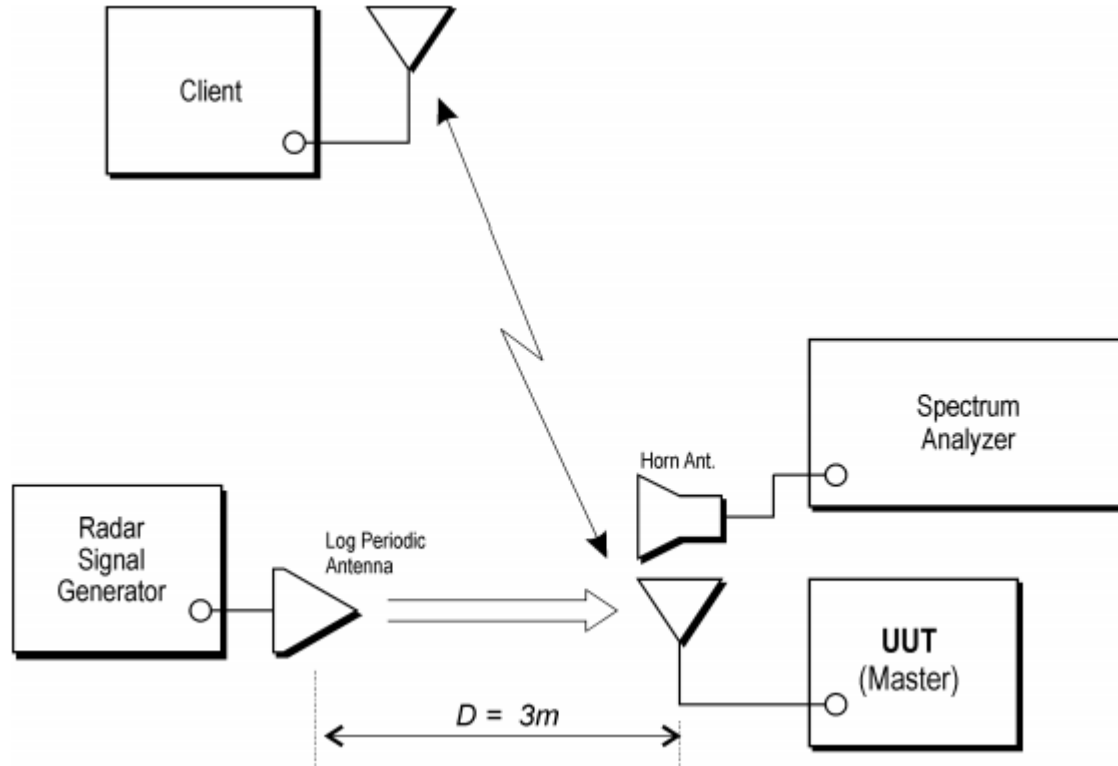 Client
Spectrum
Analyzer
Horn Ant.
Radar
Signal
Generator
Log Periodic
Antenna
UUT
(Master)
D = 3m